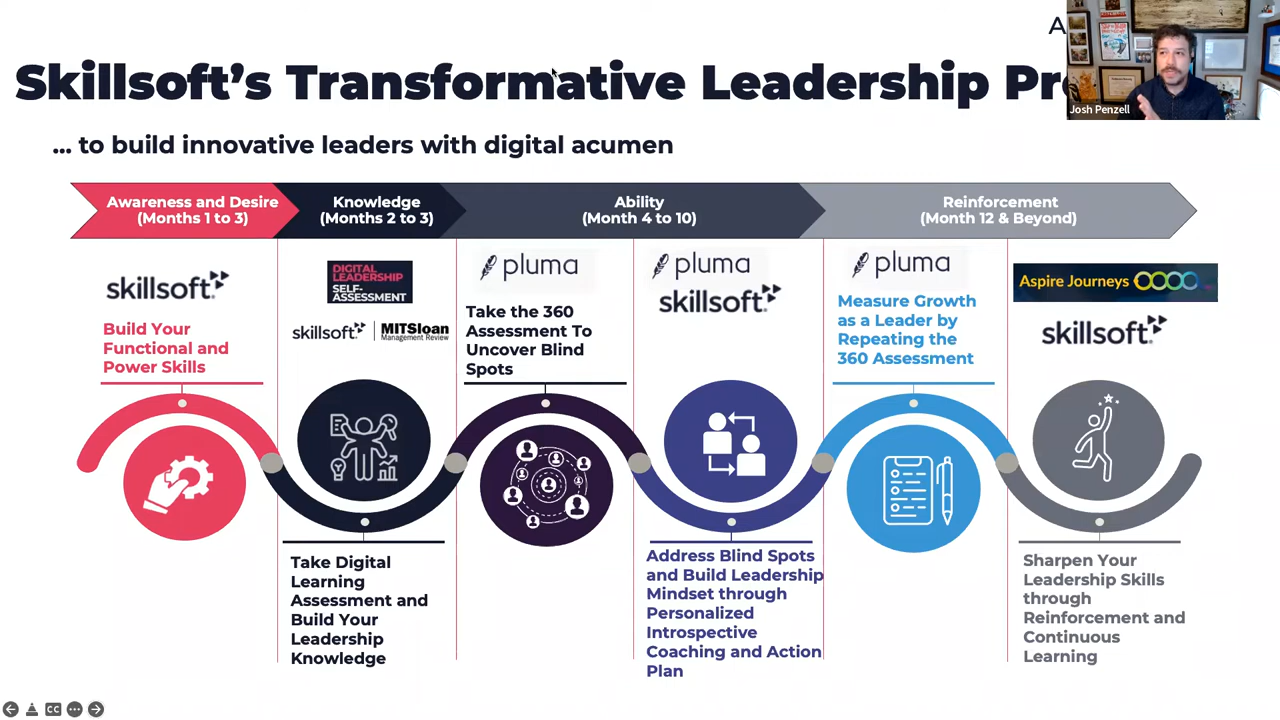 A
Skillsoft’s Transformative Leadership Pro
Josh Penzell
... to build innovative leaders with digital acumen
Awareness and Desire
(Months 1 to 3)
Knowledge
(Months 2 to 3)
Ability
(Month 4 to 10)
Reinforcement
(Month 12 & Beyond)
skillsoft
Build Your
Functional and
Power Skills
DIGITAL
LEADERSHIP
SELF-
ASSESSMENT
skillsoft
MITSloan
Management Review
pluma
Take the 360
Assessment To
Uncover Blind
Spots
pluma
skillsoft
pluma
Measure Growth
as a Leader by
Repeating the
360 Assessment
Aspire Journeys
skillsoft
Take Digital
Learning
Assessment and
Build Your
Leadership
Knowledge
Address Blind Spots
and Build Leadership
Mindset through
Personalized
Introspective
Coaching and Action
Plan
Sharpen Your
Leadership Skills
through
Reinforcement and
Continuous
Learning
CC